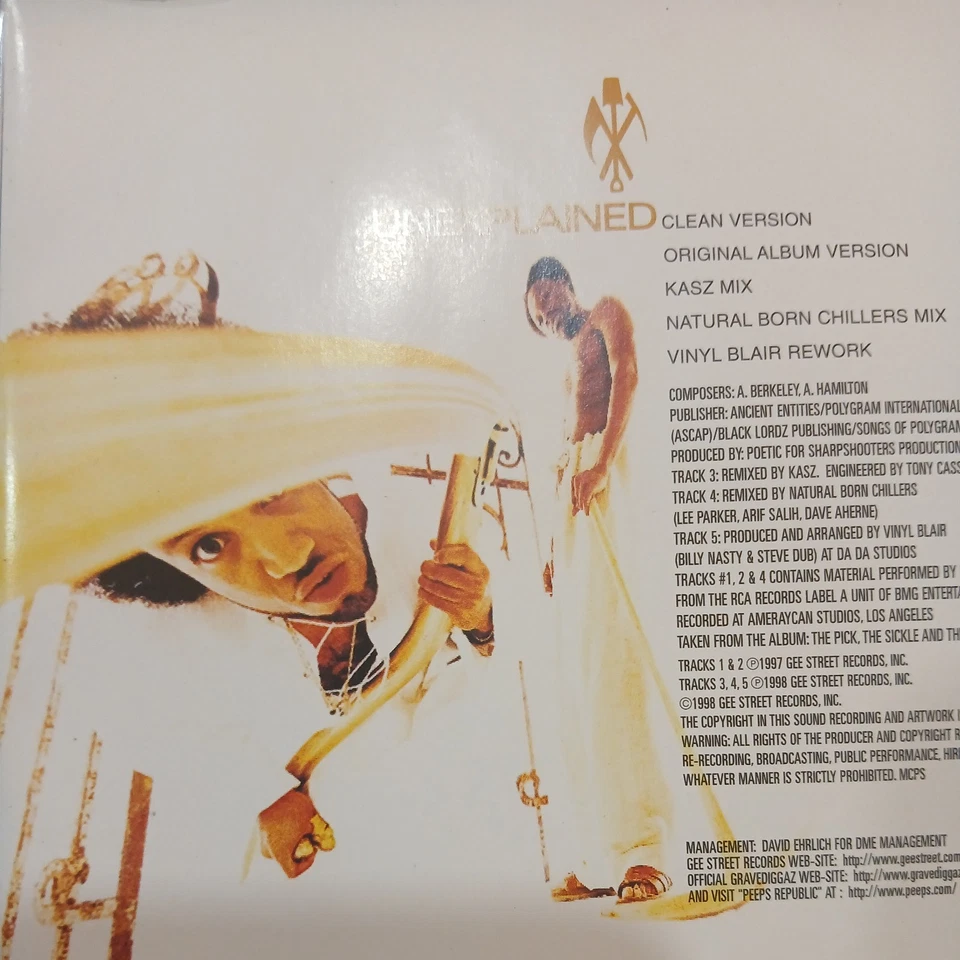 UNEXPLAINED CLEAN VERSION
ORIGINAL ALBUM VERSION
KASZ MIX
NATURAL BORN CHILLERS MIX
VINYL BLAIR REWORK
COMPOSERS: A. BERKELEY, A. HAMILTON
PUBLISHER: ANCIENT ENTITIES/POLYGRAM INTERNATIONAL
(ASCAP)/BLACK LORDZ PUBLISHING/SONGS OF POLYGRAM
PRODUCED BY: POETIC FOR SHARPSHOOTERS PRODUCTION
TRACK 3: REMIXED BY KASZ. ENGINEERED BY TONY CASS
TRACK 4: REMIXED BY NATURAL BORN CHILLERS
(LEE PARKER, ARIF SALIH, DAVE AHERNE)
TRACK 5: PRODUCED AND ARRANGED BY VINYL BLAIR
(BILLY NASTY & STEVE DUB) AT DA DA STUDIOS
TRACKS #1, 2 & 4 CONTAINS MATERIAL PERFORMED BY
FROM THE RCA RECORDS LABEL A UNIT OF BMG ENTERTA
RECORDED AT AMERAYCAN STUDIOS, LOS ANGELES
TAKEN FROM THE ALBUM: THE PICK, THE SICKLE AND TH
TRACKS 1 & 2 ℗1997 GEE STREET RECORDS, INC.
TRACKS 3, 4, 5 ℗1998 GEE STREET RECORDS, INC.
©1998 GEE STREET RECORDS, INC.
THE COPYRIGHT IN THIS SOUND RECORDING AND ARTWORK I
WARNING: ALL RIGHTS OF THE PRODUCER AND COPYRIGHT R
RE-RECORDING, BROADCASTING, PUBLIC PERFORMANCE, HIR
WHATEVER MANNER IS STRICTLY PROHIBITED. MCPS
MANAGEMENT: DAVID EHRLICH FOR DME MANAGEMENT
GEE STREET RECORDS WEB-SITE: http://www.geestreet.com
OFFICIAL GRAVEDIGGAZ WEB-SITE: http://www.gravediggaz
AND VISIT "PEEPS REPUBLIC" AT : http://www.peeps.com/